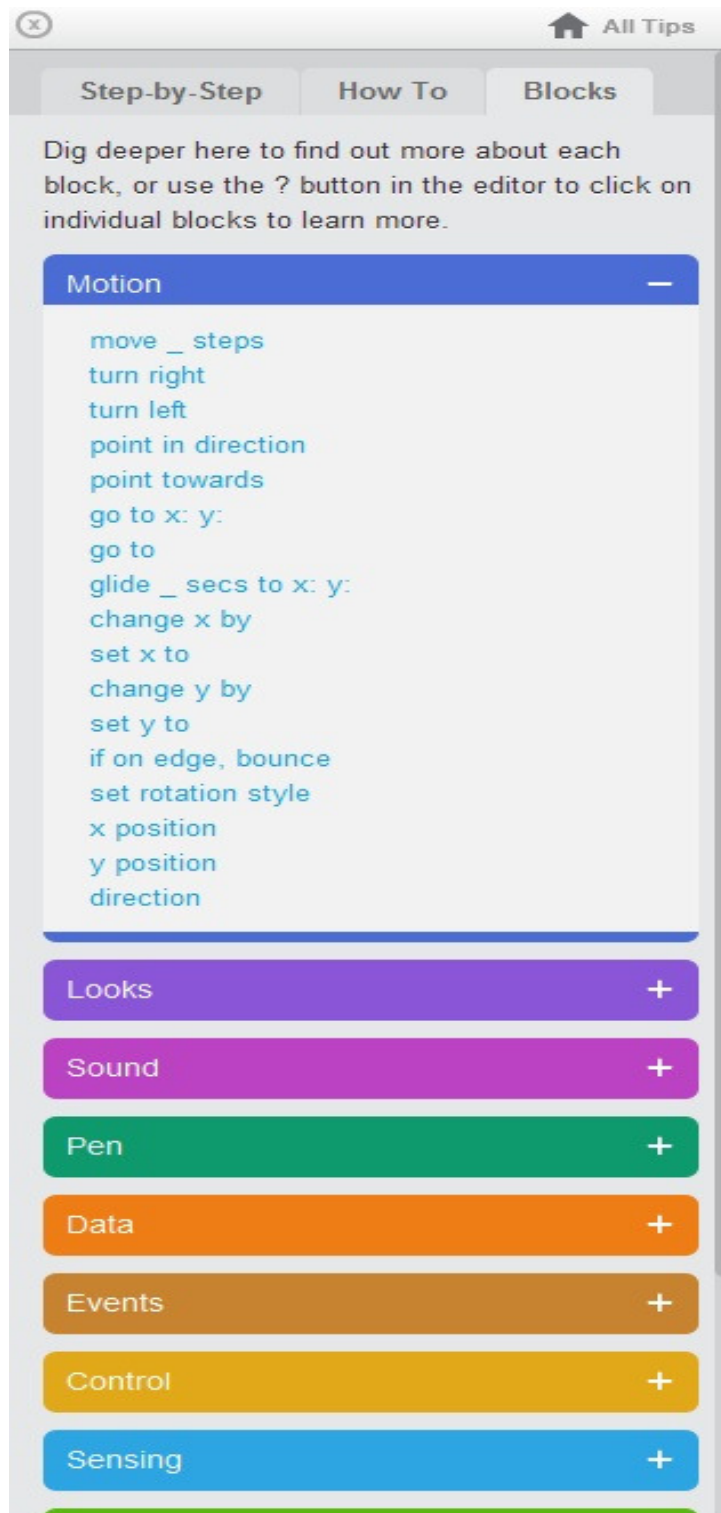 All Tips
Step-by-Step How To Blocks
Dig deeper here to find out more about each
block, or use the ? button in the editor to click on
individual blocks to learn more.
Motion
move _ steps
turn right
turn left
point in direction
point towards
go to x: y:
go to
glide _ secs to x: y:
change x by
set x to
change y by
set y to
if on edge, bounce
set rotation style
x position
y position
direction
Looks
Sound
Pen
Data
Events
Control
Sensing